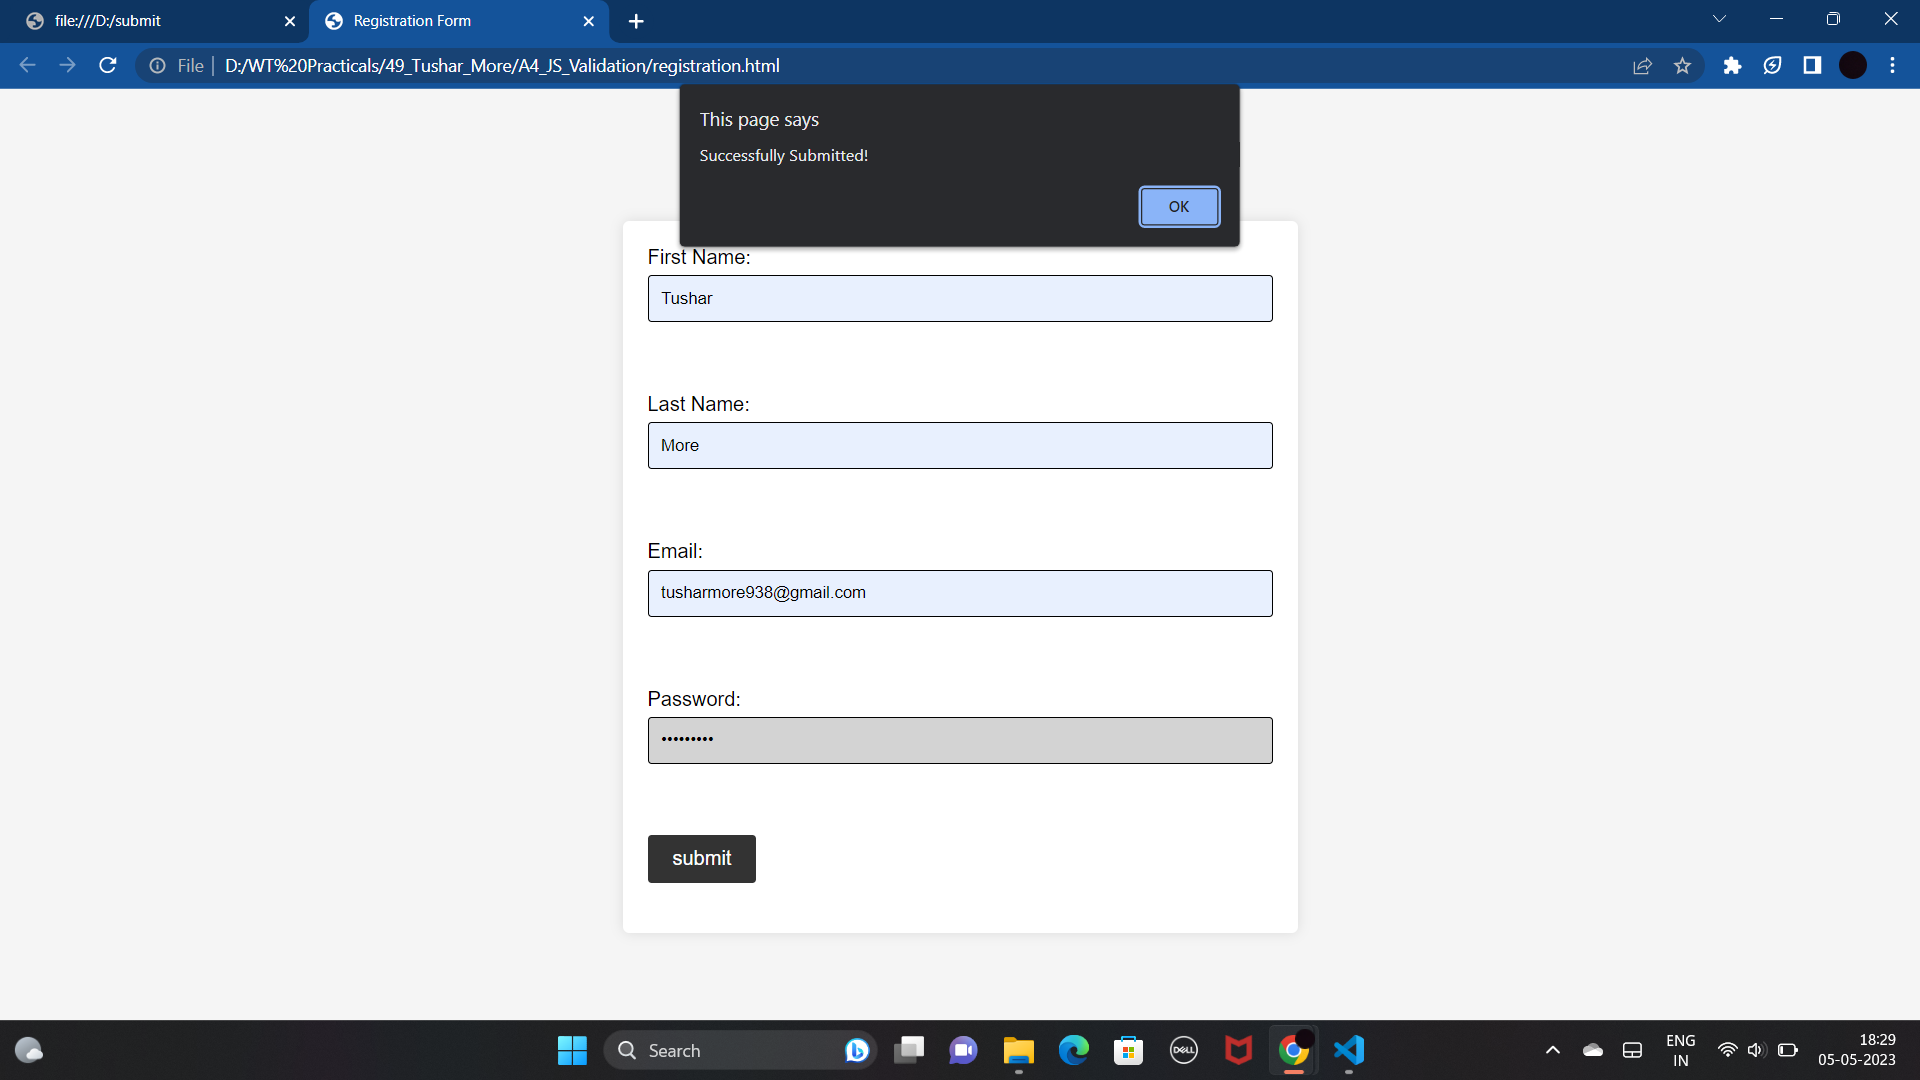 file:///D:/submit
Registration Form
File
D:/WT%20Practicals/49_Tushar_More/A4_JS_Validation/registration.html
This page says
Successfully Submitted!
OK
First Name:
Tushar
Last Name:
More
Email:
tusharmore938@gmail.com
Password:
•••••••••
submit
Search
DELL
ENG
IN
18:29
05-05-2023